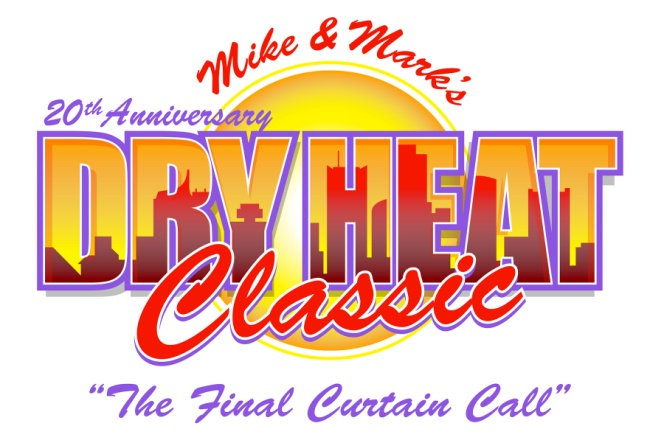 Mike & Mark's
20th Anniversary
DRY HEAT
Classic
“The Final Curtain Call”